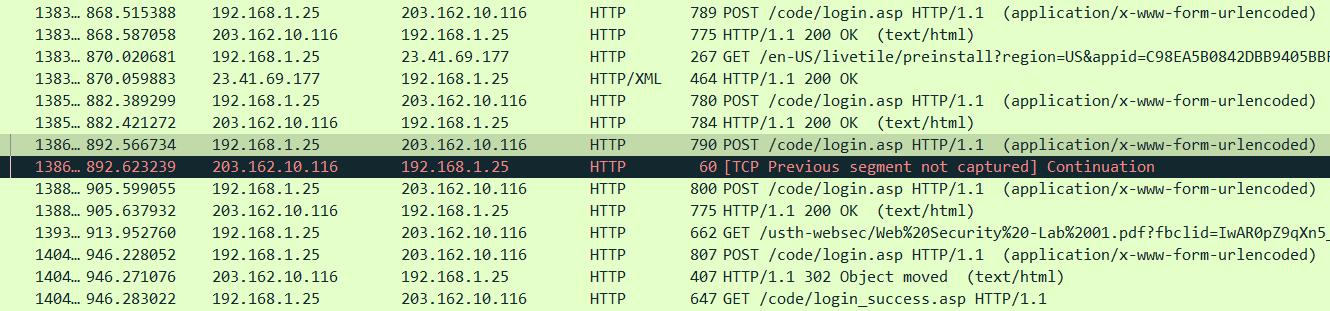 1383… 868.515388 192.168.1.25 203.162.10.116 HTTP 789 POST /code/login.asp HTTP/1.1 (application/x-www-form-urlencoded)
1383… 868.587058 203.162.10.116 192.168.1.25 HTTP 775 HTTP/1.1 200 OK (text/html)
1383… 870.020681 192.168.1.25 23.41.69.177 HTTP 267 GET /en-US/livetile/preinstall?region=US&appid=C98EA5B0842DBB9405BBF
1383… 870.059883 23.41.69.177 192.168.1.25 HTTP/XML 464 HTTP/1.1 200 OK
1385… 882.389299 192.168.1.25 203.162.10.116 HTTP 780 POST /code/login.asp HTTP/1.1 (application/x-www-form-urlencoded)
1385… 882.421272 203.162.10.116 192.168.1.25 HTTP 784 HTTP/1.1 200 OK (text/html)
1386… 892.566734 192.168.1.25 203.162.10.116 HTTP 790 POST /code/login.asp HTTP/1.1 (application/x-www-form-urlencoded)
1386… 892.623239 203.162.10.116 192.168.1.25 HTTP 60 [TCP Previous segment not captured] Continuation
1388… 905.599055 192.168.1.25 203.162.10.116 HTTP 800 POST /code/login.asp HTTP/1.1 (application/x-www-form-urlencoded)
1388… 905.637932 203.162.10.116 192.168.1.25 HTTP 775 HTTP/1.1 200 OK (text/html)
1393… 913.952760 192.168.1.25 203.162.10.116 HTTP 662 GET /usth-websec/Web%20Security%20-Lab%2001.pdf?fbclid=IwAR0pZ9qXn5_
1404… 946.228052 192.168.1.25 203.162.10.116 HTTP 807 POST /code/login.asp HTTP/1.1 (application/x-www-form-urlencoded)
1404… 946.271076 203.162.10.116 192.168.1.25 HTTP 407 HTTP/1.1 302 Object moved (text/html)
1404… 946.283022 192.168.1.25 203.162.10.116 HTTP 647 GET /code/login_success.asp HTTP/1.1